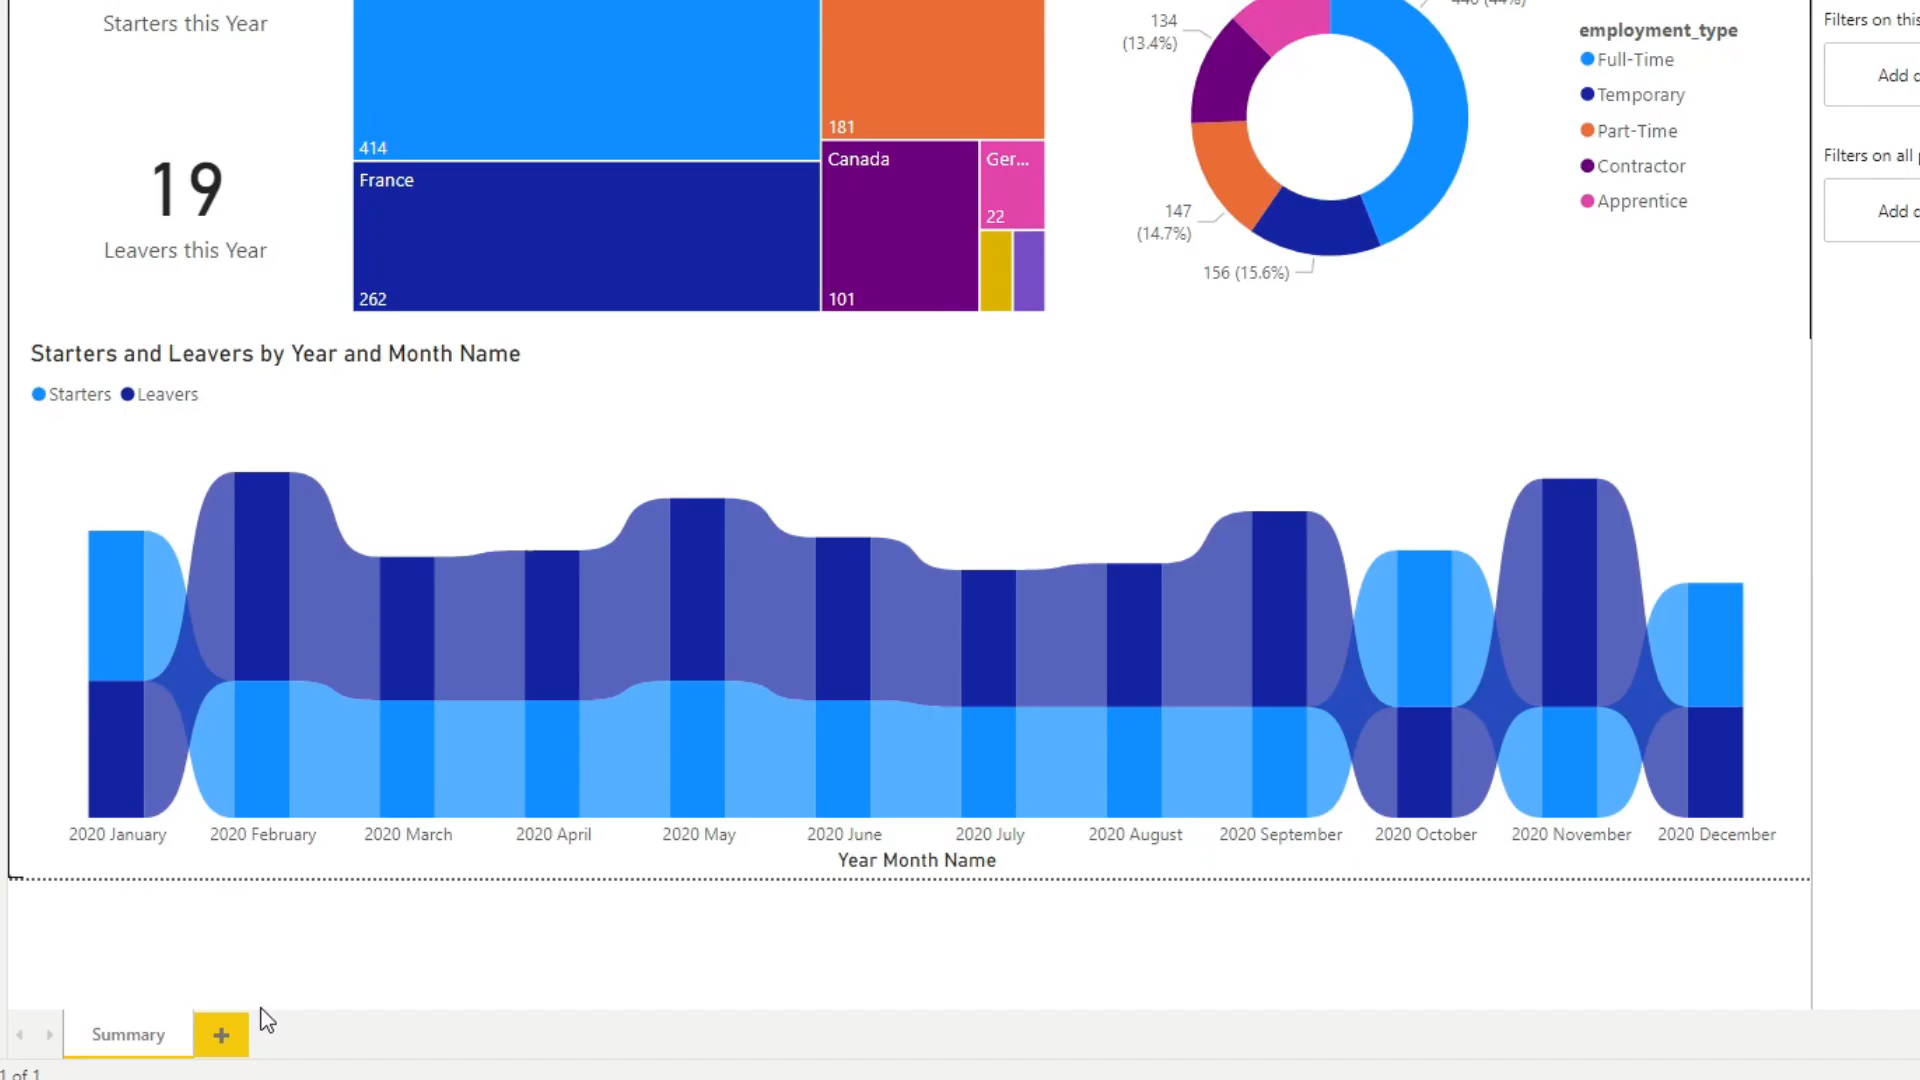 Starters this Year
19
Leavers this Year
414
France
262
181
Canada
101
Ger...
22
134
(13.4%)
147
(14.7%)
156 (15.6%)
employment_type
Full-Time
Temporary
Part-Time
Contractor
Apprentice
Filters on this
Add
Filters on all
Add
Starters and Leavers by Year and Month Name
Starters Leavers
2020 January 2020 February 2020 March 2020 April 2020 May 2020 June 2020 July 2020 August 2020 September 2020 October 2020 November 2020 December
Year Month Name
Summary
1 of 1